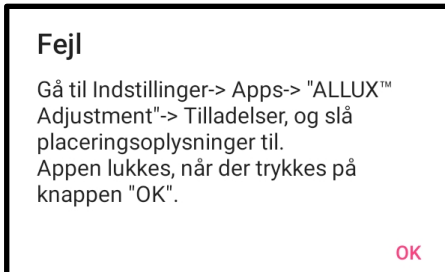 Fejl
Gå til Indstillinger-> Apps-> "ALLUX™
Adjustment"-> Tilladelser, og slå
placeringsoplysninger til.
Appen lukkes, når der trykkes på
knappen "OK".
OK